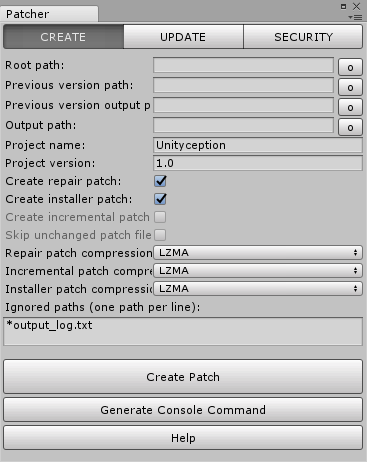 Patcher
CREATE UPDATE SECURITY
Root path: o
Previous version path: o
Previous version output p o
Output path: o
Project name: Unityception
Project version: 1.0
Create repair patch:
Create installer patch:
Create incremental patch
Skip unchanged patch file
Repair patch compression LZMA
Incremental patch compre LZMA
Installer patch compressio LZMA
Ignored paths (one path per line):
*output_log.txt
Create Patch
Generate Console Command
Help